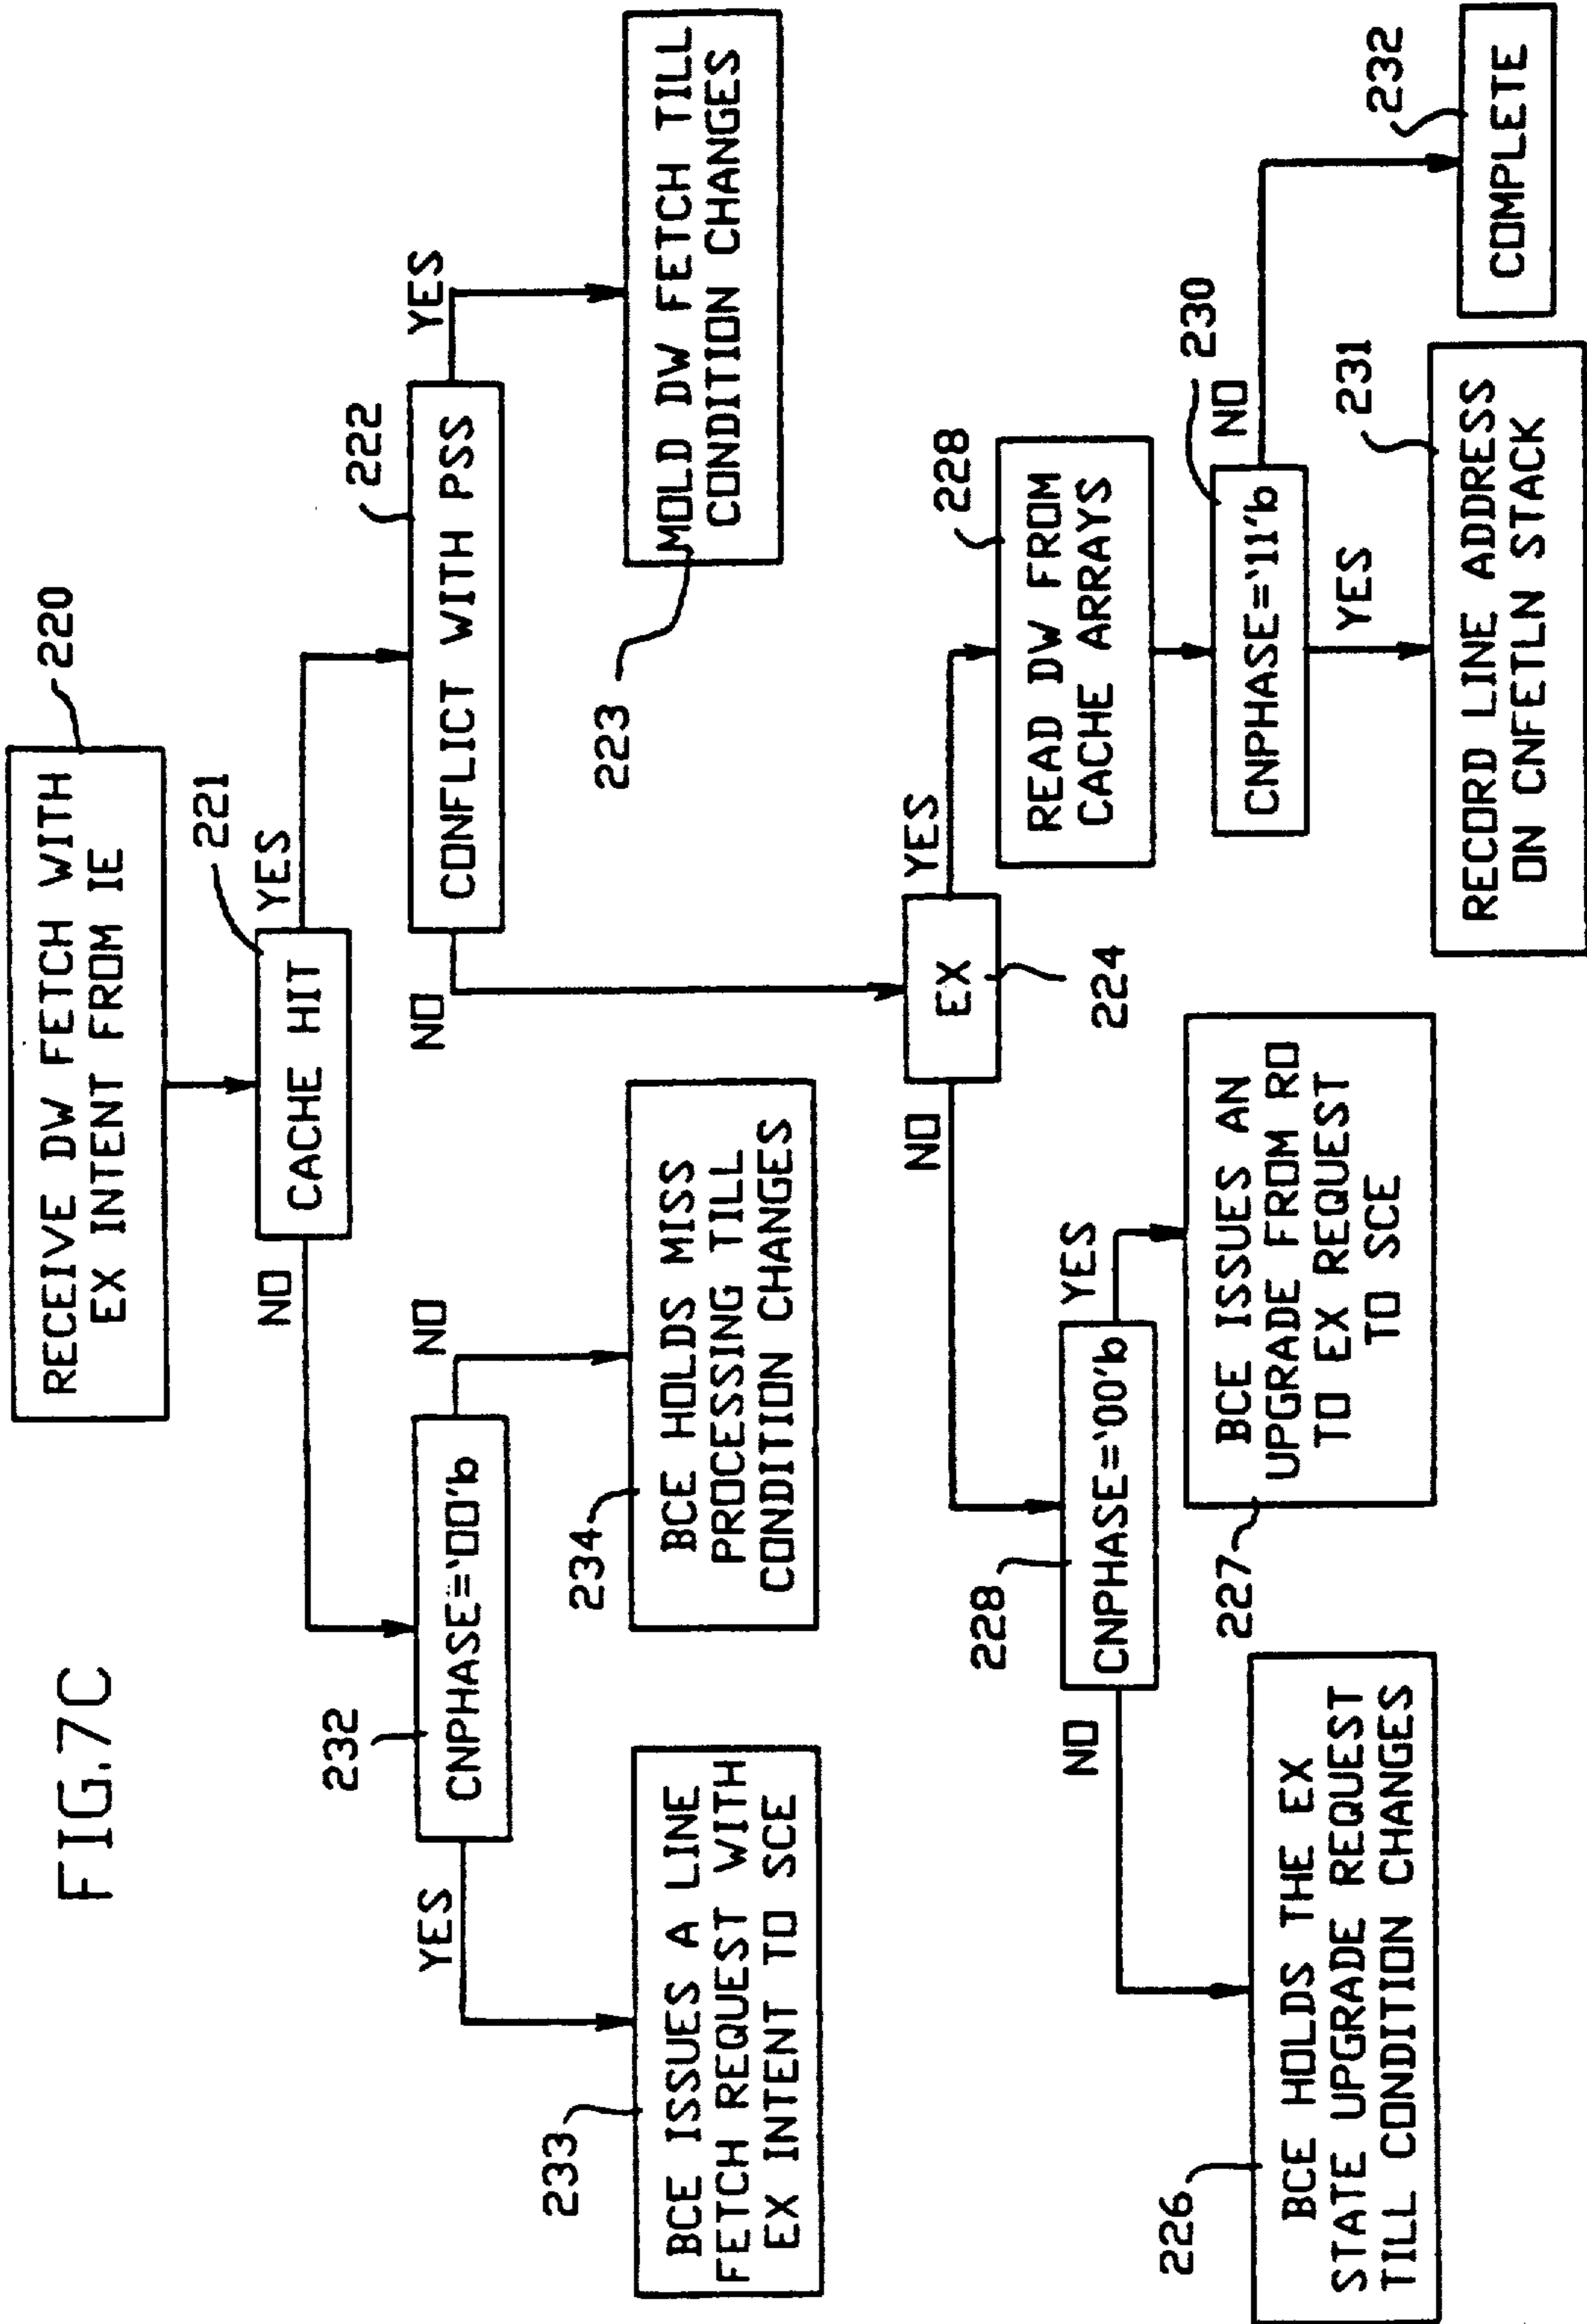 FIG.7C
RECEIVE DW FETCH WITH
EX INTENT FROM IE
220
221
CACHE HIT
NO
YES
222
CONFLICT WITH PSS
NO
YES
223
MOLD DW FETCH TILL
CONDITION CHANGES
232
CNPHASE='00'b
YES
NO
233
BCE ISSUES A LINE
FETCH REQUEST WITH
EX INTENT TO SCE
234
BCE HOLDS MISS
PROCESSING TILL
CONDITION CHANGES
EX
224
NO
YES
228
CNPHASE='00'b
NO
YES
226
BCE HOLDS THE EX
STATE UPGRADE REQUEST
TILL CONDITION CHANGES
227
BCE ISSUES AN
UPGRADE FROM RO
TO EX REQUEST
TO SCE
228
READ DW FROM
CACHE ARRAYS
230
CNPHASE='11'b
YES
NO
231
RECORD LINE ADDRESS
ON CNFETLN STACK
232
COMPLETE